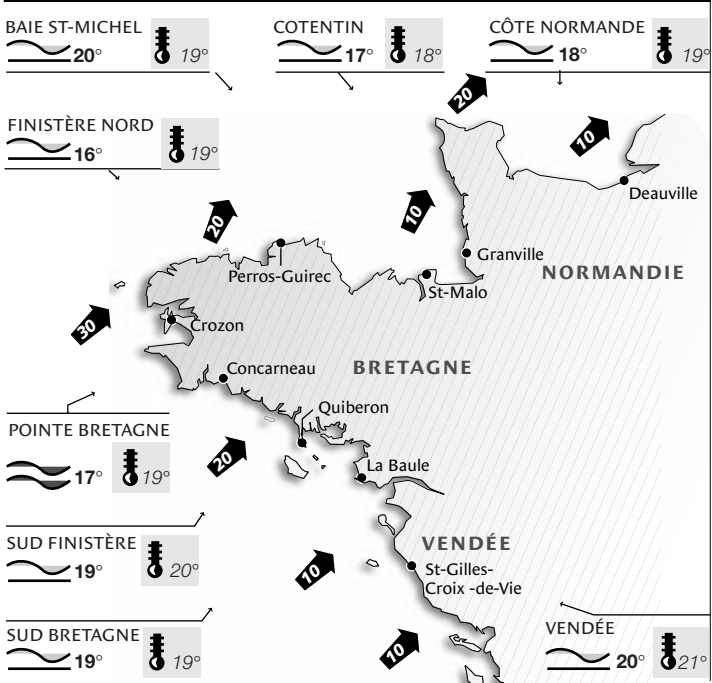 BAIE ST-MICHEL
20° 19°
COTENTIN
17° 18°
CÔTE NORMANDE
18° 19°
FINISTÈRE NORD
16° 19°
20
10
20
10
30
Deauville
Granville
NORMANDIE
Perros-Guirec
St-Malo
Crozon
BRETAGNE
Concarneau
Quiberon
POINTE BRETAGNE
17° 19°
20
La Baule
SUD FINISTÈRE
19° 20°
VENDÉE
St-Gilles-
Croix -de-Vie
10
SUD BRETAGNE
19° 19°
10
VENDÉE
20° 21°